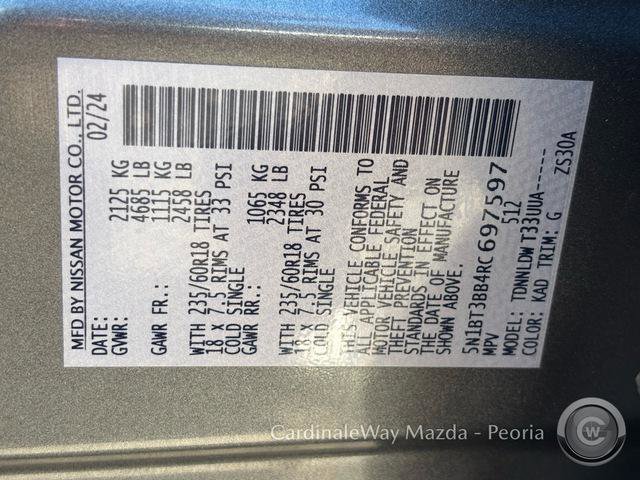 MFD BY NISSAN MOTOR CO., LTD.
DATE: 02/24
GVWR: 2125 KG
4685 LB
GAWR FR.: 1115 KG
2458 LB
WITH 235/60R18 TIRES
18 X 7.5 RIMS AT 33 PSI
COLD SINGLE
GAWR RR.: 1065 KG
2348 LB
WITH 235/60R18 TIRES
18 X 7.5 RIMS AT 30 PSI
COLD SINGLE
THIS VEHICLE CONFORMS TO
ALL APPLICABLE FEDERAL
MOTOR VEHICLE SAFETY AND
THEFT PREVENTION
STANDARDS IN EFFECT ON
THE DATE OF MANUFACTURE
SHOWN ABOVE.
5N1BT3BB4RC697597
MPV 512
MODEL: TDNNLDW T33UUA------
COLOR: KAD TRIM: G ZS30A
CardinaleWay Mazda - Peoria
CW